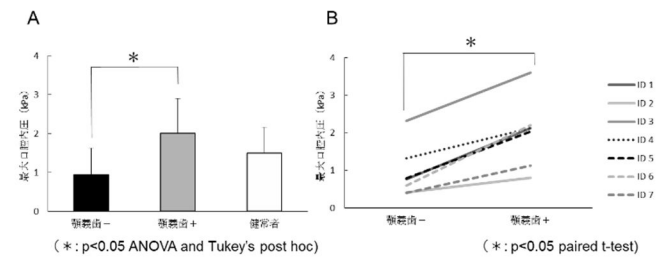 A
*
最大口腔内圧 (kPa)
4
3
2
1
0
顎義歯－
顎義歯＋
健常者
(＊: p<0.05 ANOVA and Tukey's post hoc)
B
*
最大口腔内圧 (kPa)
4
3
2
1
0
顎義歯－
顎義歯＋
ID 1
ID 2
ID 3
ID 4
ID 5
ID 6
ID 7
(＊: p<0.05 paired t-test)